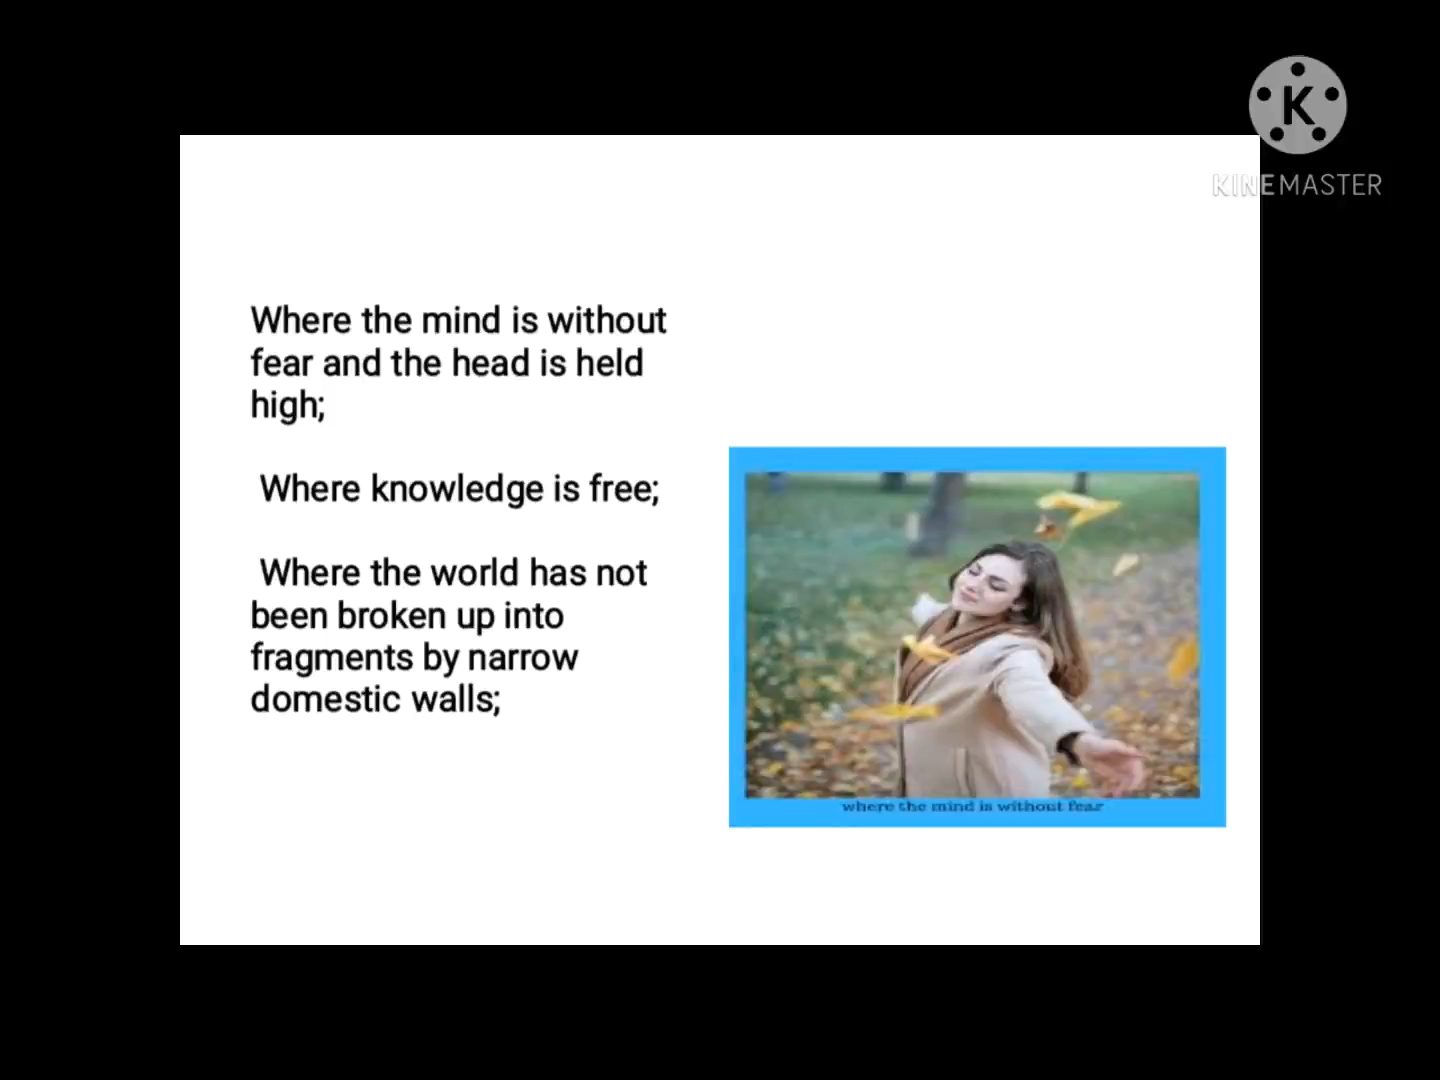 K
KINEMASTER
Where the mind is without
fear and the head is held
high;
Where knowledge is free;
Where the world has not
been broken up into
fragments by narrow
domestic walls;
where the mind is without fear